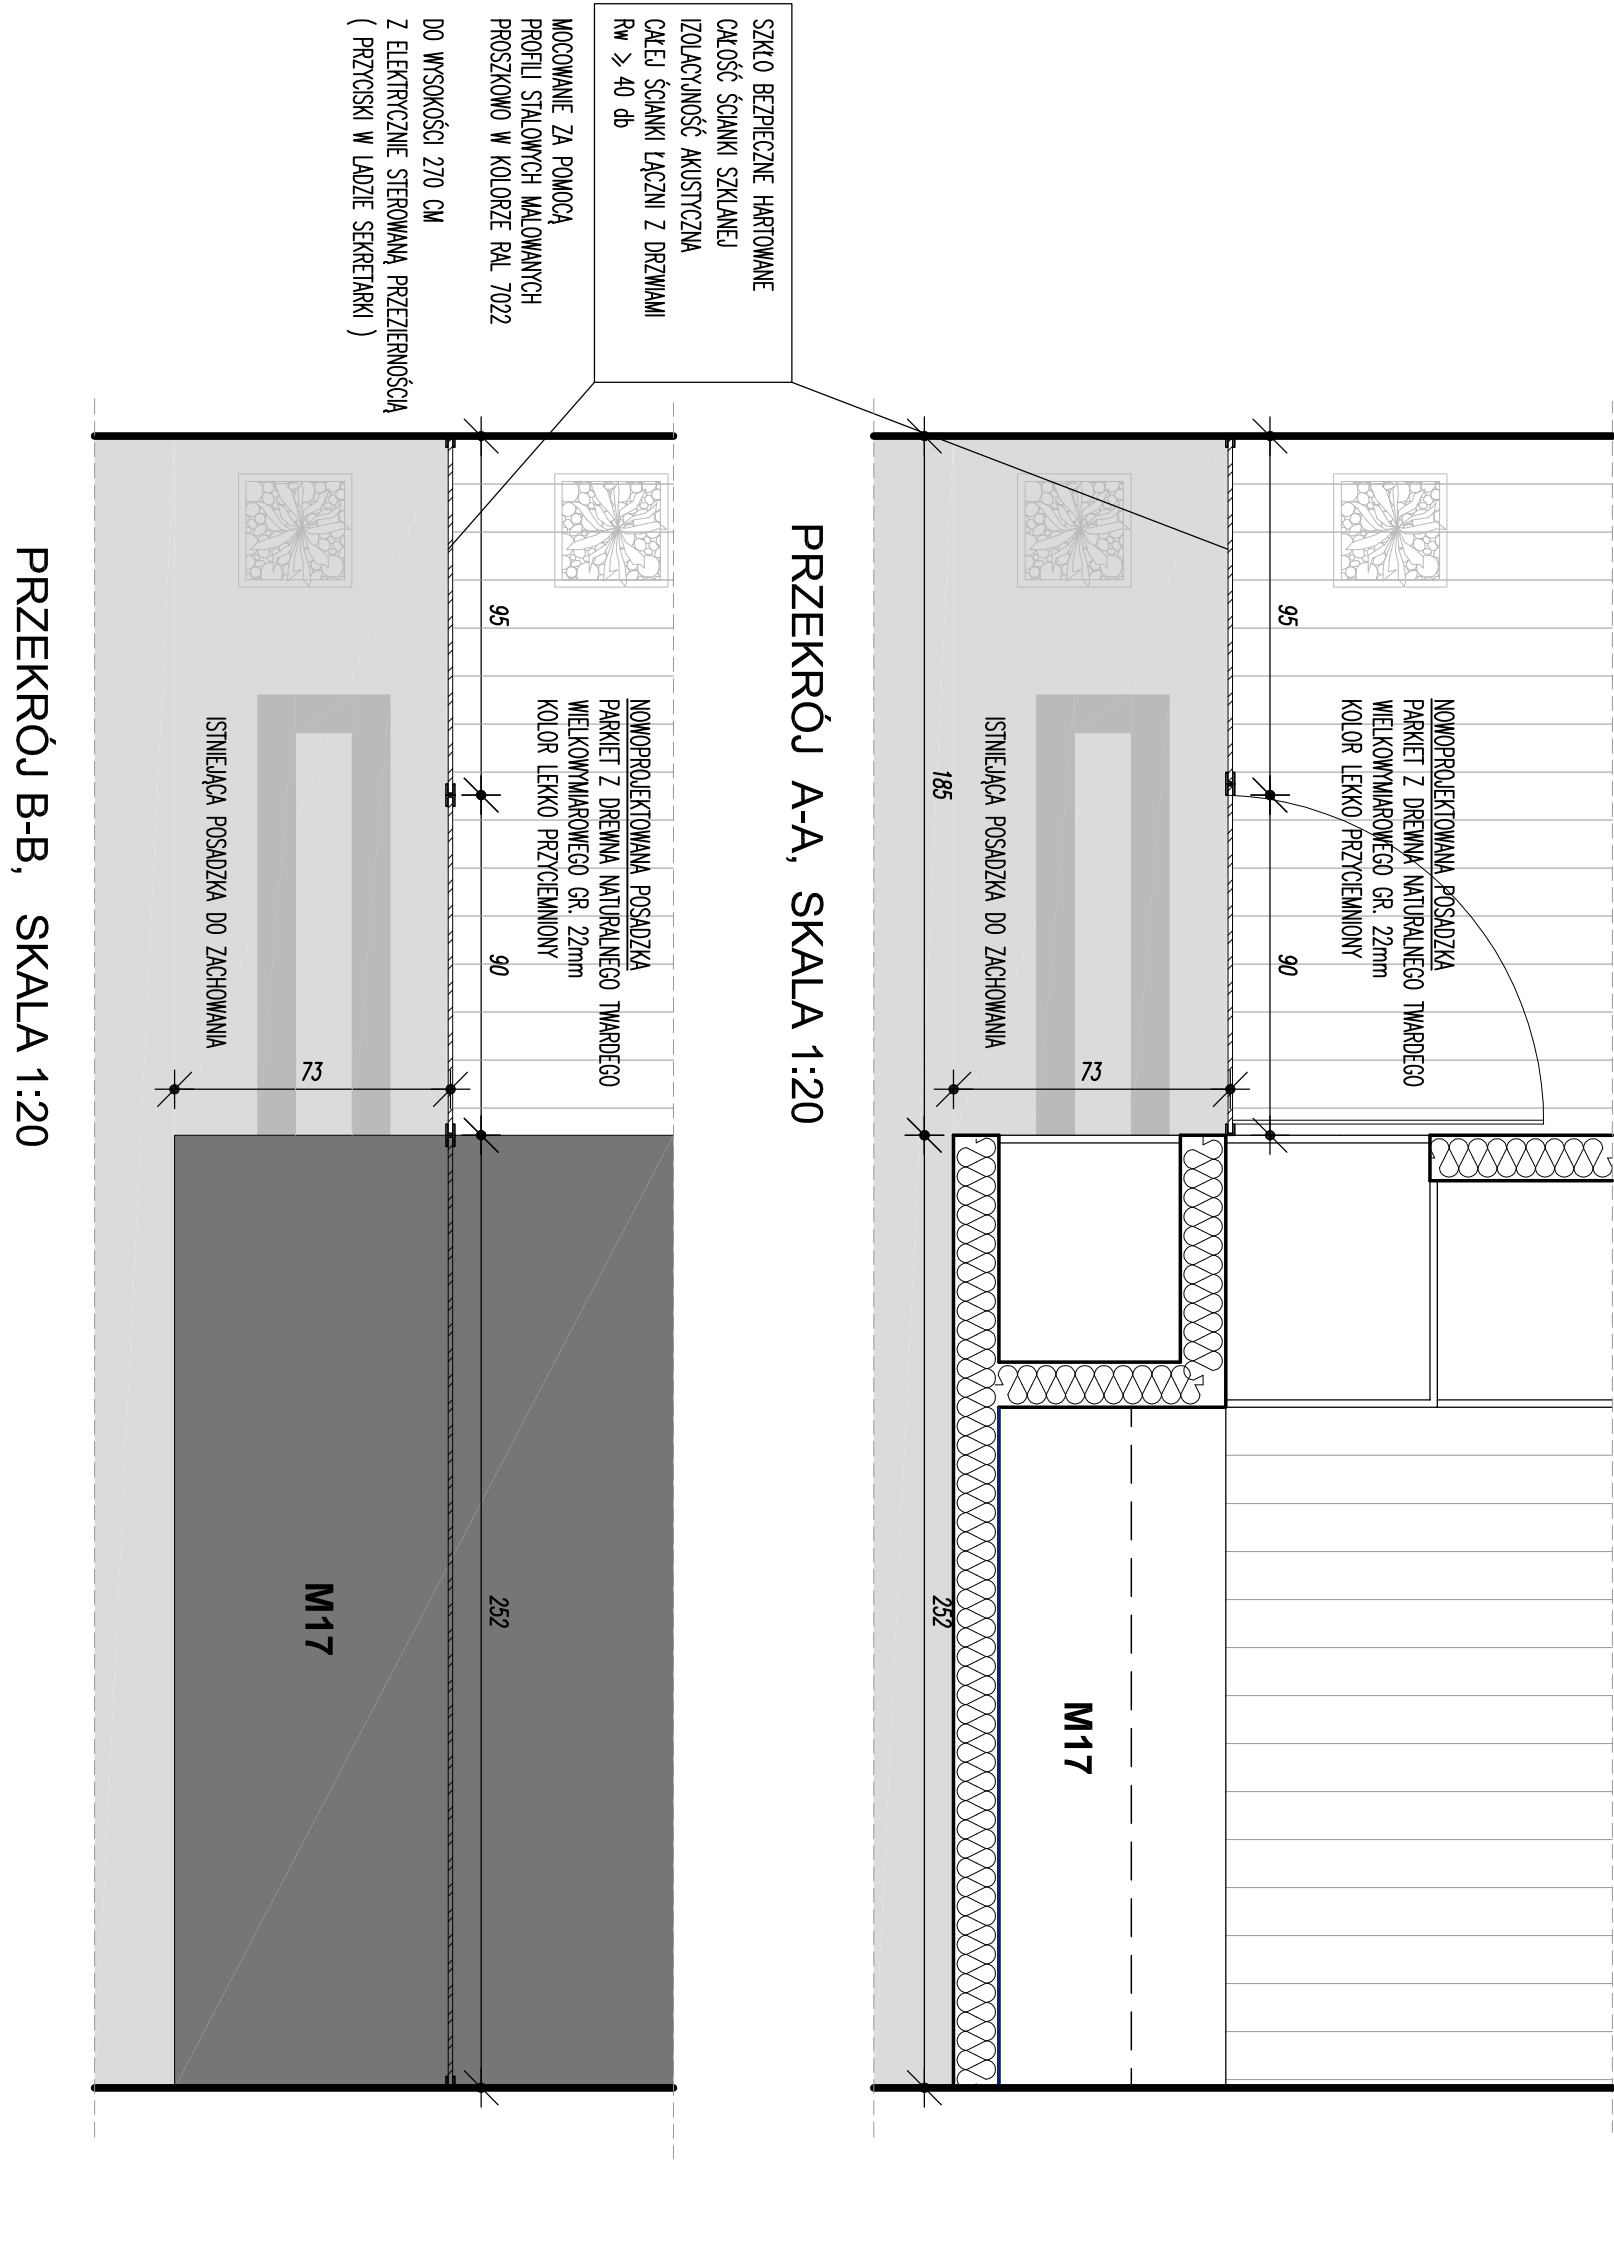 SZKŁO BEZPIECZNE HARTOWANE
CAŁOŚĆ ŚCIANKI SZKLANEJ
IZOLACYJNOŚĆ AKUSTYCZNA
CAŁEJ ŚCIANKI ŁĄCZNI Z DRZWIAMI
Rw ⩾ 40 db
MOCOWANIE ZA POMOCĄ
PROFILI STALOWYCH MALOWANYCH
PROSZKOWO W KOLORZE RAL 7022
DO WYSOKOŚCI 270 CM
Z ELEKTRYCZNIE STEROWANĄ PRZEZIERNOŚCIĄ
( PRZYCISKI W LADZIE SEKRETARKI )
NOWOPROJEKTOWANA POSADZKA
PARKIET Z DREWNA NATURALNEGO TWARDEGO
WIELKOWYMIAROWEGO GR. 22mm
KOLOR LEKKO PRZYCIEMNIONY
95
90
73
ISTNIEJĄCA POSADZKA DO ZACHOWANIA
185
252
M17
PRZEKRÓJ A-A, SKALA 1:20
NOWOPROJEKTOWANA POSADZKA
PARKIET Z DREWNA NATURALNEGO TWARDEGO
WIELKOWYMIAROWEGO GR. 22mm
KOLOR LEKKO PRZYCIEMNIONY
95
90
252
73
M17
ISTNIEJĄCA POSADZKA DO ZACHOWANIA
PRZEKRÓJ B-B, SKALA 1:20